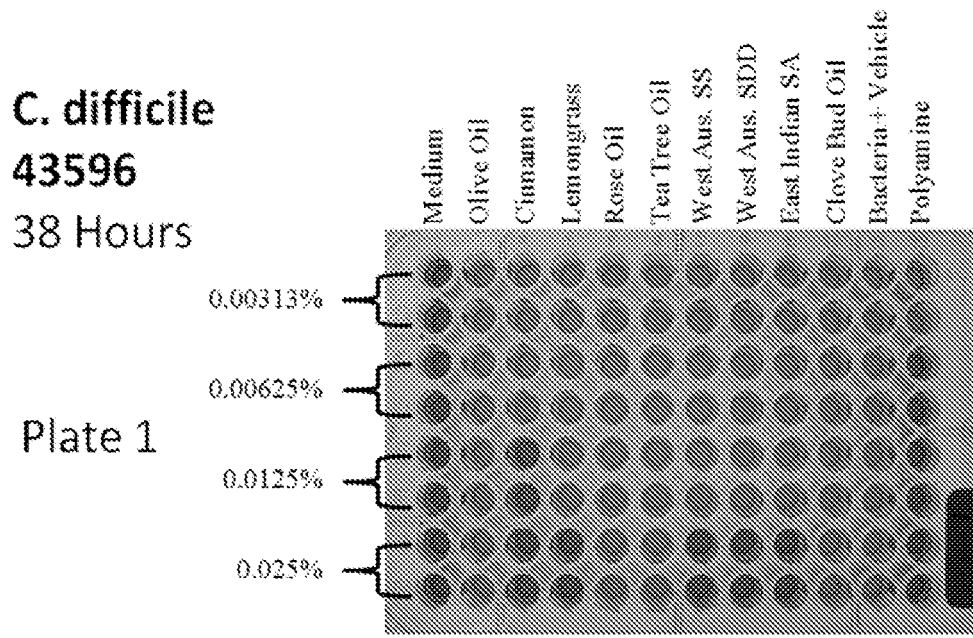 C. difficile
43596
38 Hours
Plate 1
Medium
Olive Oil
Cinnamon
Lemongrass
Rose Oil
Tea Tree Oil
West Aus. SS
West Aus. SDD
East Indian SA
Clove Bud Oil
Bacteria + Vehicle
Polyamine
0.00313%
0.00625%
0.0125%
0.025%